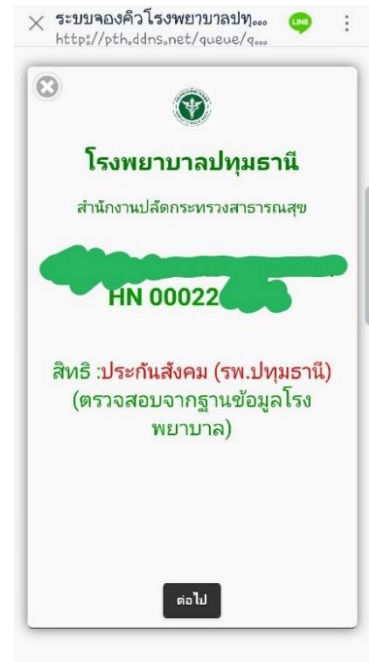 ระบบจองคิวโรงพยาบาลปทุ...
http://pth.ddns.net/queue/q...
LINE
โรงพยาบาลปทุมธานี
สำนักงานปลัดกระทรวงสาธารณสุข
HN 00022
สิทธิ :ประกันสังคม (รพ.ปทุมธานี)
(ตรวจสอบจากฐานข้อมูลโรง
พยาบาล)
ต่อไป